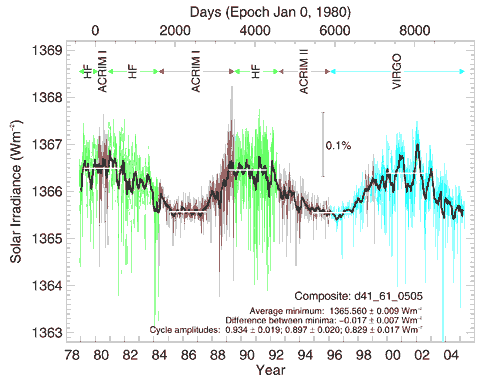 Days (Epoch Jan 0, 1980)
0 2000 4000 6000 8000
1369
1368
1367
1366
1365
1364
1363
Solar Irradiance (Wm⁻²)
HF
ACRIM I
HF
ACRIM I
HF
ACRIM II
VIRGO
0.1%
Composite: d41_61_0505
Average minimum: 1365.560 ± 0.009 Wm⁻²
Difference between minima: −0.017 ± 0.007 Wm⁻²
Cycle amplitudes: 0.934 ± 0.019; 0.897 ± 0.020; 0.829 ± 0.017 Wm⁻²
78 80 82 84 86 88 90 92 94 96 98 00 02 04
Year